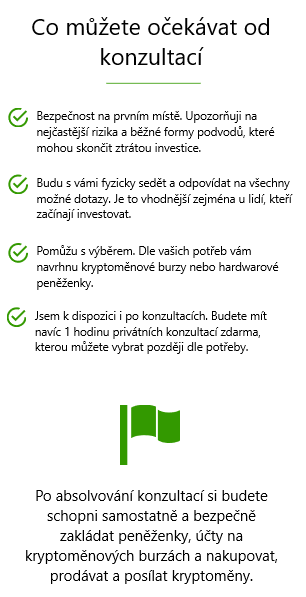 Co můžete očekávat od
konzultací
Bezpečnost na prvním místě. Upozorňuji na
nejčastější rizika a běžné formy podvodů, které
mohou skončit ztrátou investice.
Budu s vámi fyzicky sedět a odpovídat na všechny
možné dotazy. Je to vhodnější zejména u lidí, kteří
začínají investovat.
Pomůžu s výběrem. Dle vašich potřeb vám
navrhnu kryptoměnové burzy nebo hardwarové
peněženky.
Jsem k dispozici i po konzultacích. Budete mít
navíc 1 hodinu privátních konzultací zdarma,
kterou můžete vybrat později dle potřeby.
Po absolvování konzultací si budete
schopni samostatně a bezpečně
zakládat peněženky, účty na
kryptoměnových burzách a nakupovat,
prodávat a posílat kryptoměny.